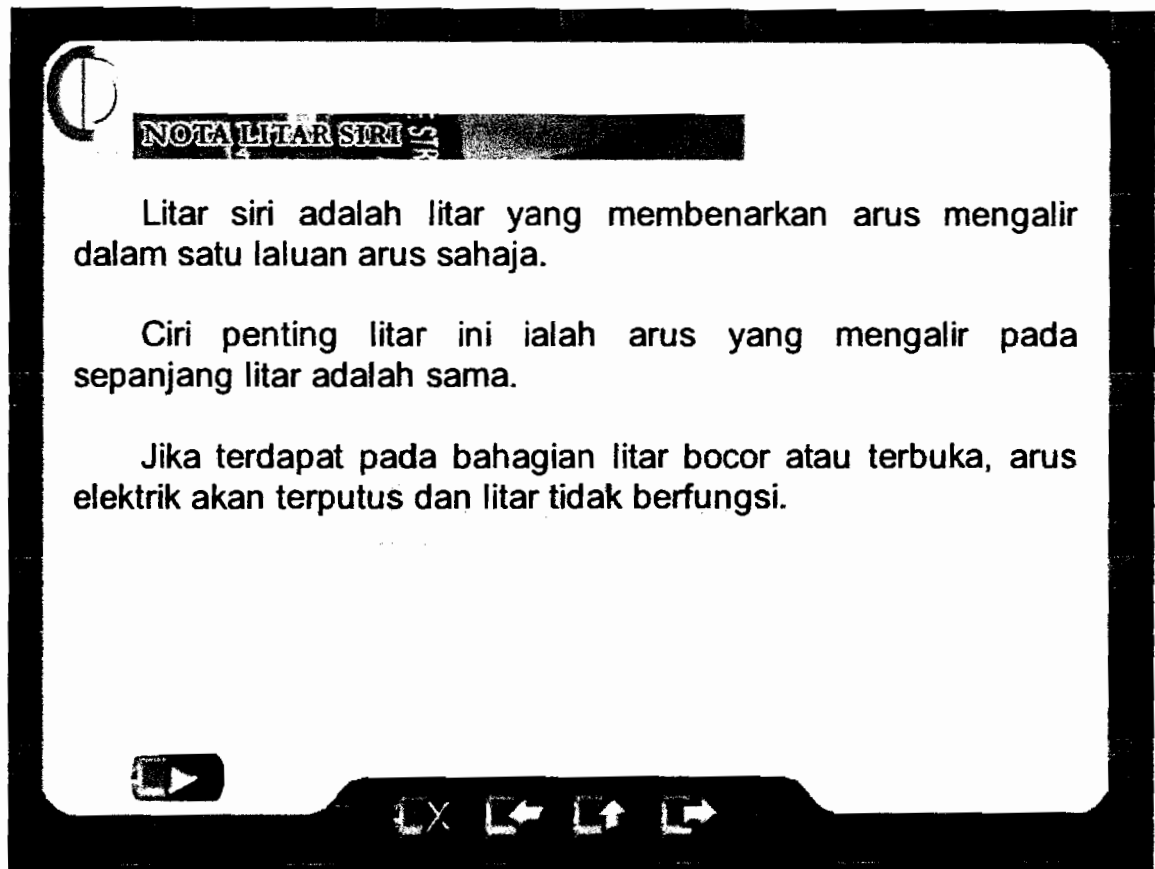 NOTA LITAR SIRI
Litar siri adalah litar yang membenarkan arus mengalir
dalam satu laluan arus sahaja.
Ciri penting litar ini ialah arus yang mengalir pada
sepanjang litar adalah sama.
Jika terdapat pada bahagian litar bocor atau terbuka, arus
elektrik akan terputus dan litar tidak berfungsi.